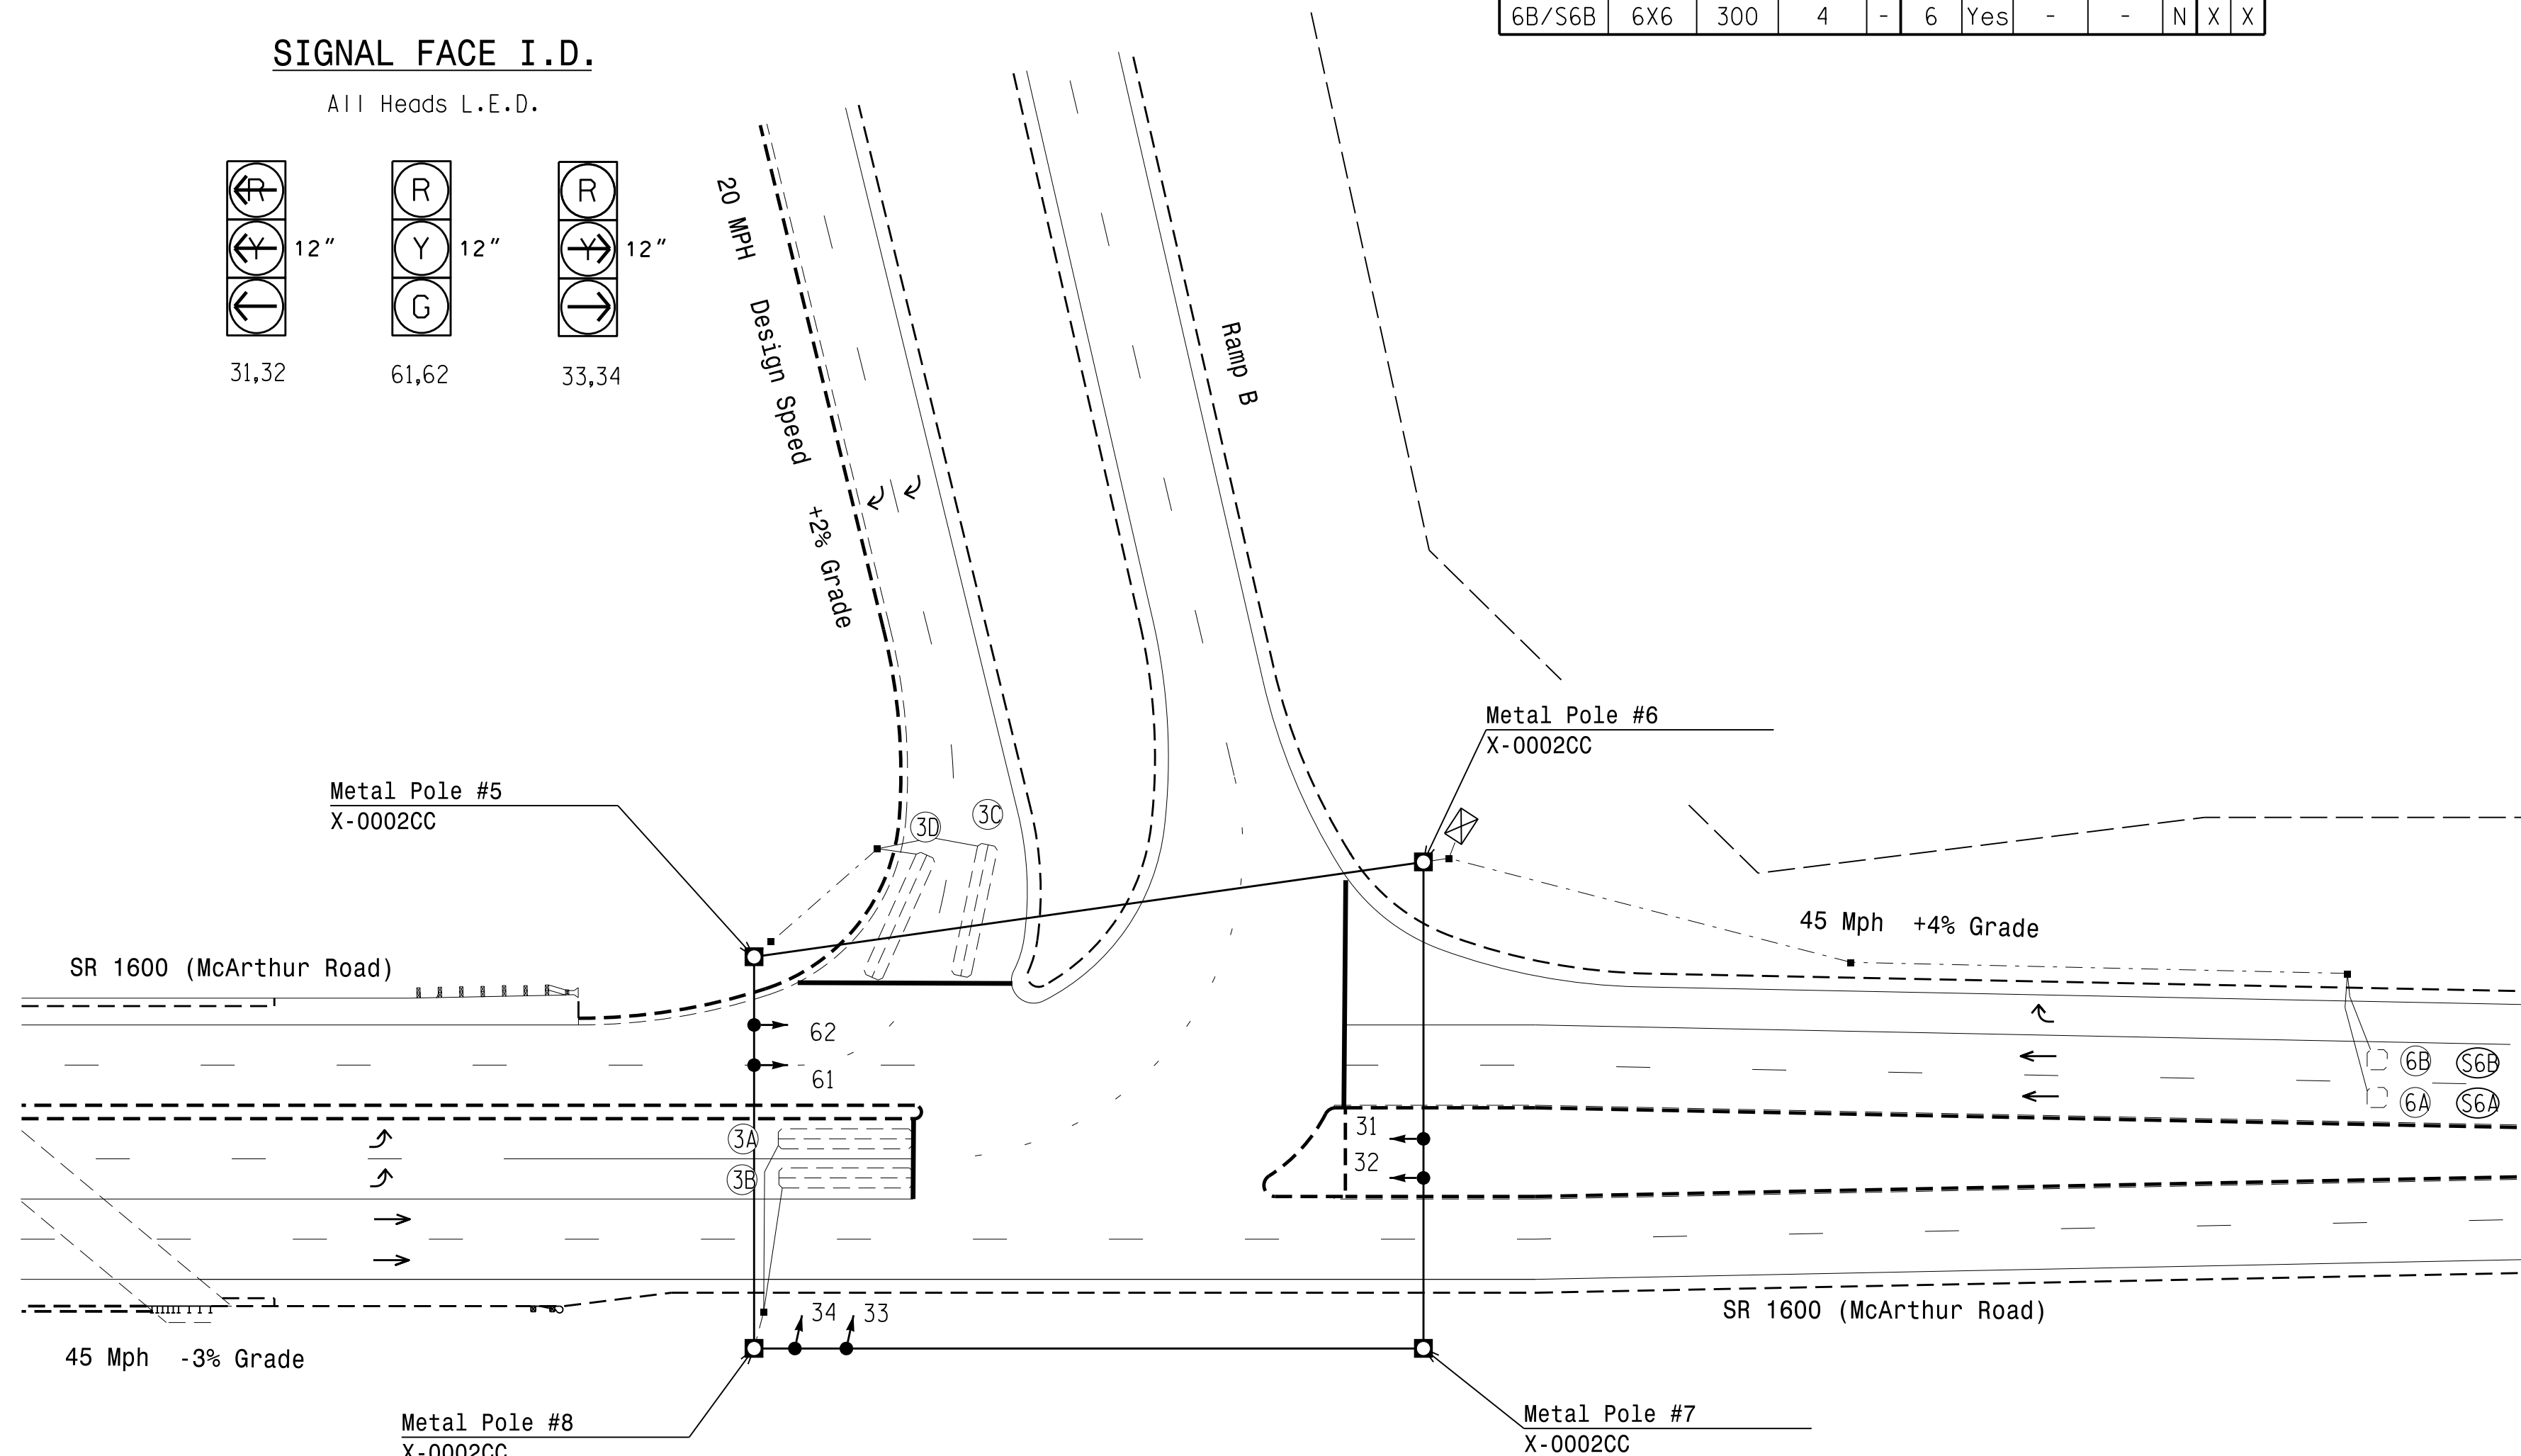 6B/S6B 6X6 300 4 - 6 Yes - - N X X
SIGNAL FACE I.D.
All Heads L.E.D.
R
Y
12"
R
Y
G
12"
R
Y
12"
31,32
61,62
33,34
20 MPH Design Speed +2% Grade
Ramp B
Metal Pole #6
X-0002CC
Metal Pole #5
X-0002CC
3D
3C
45 Mph +4% Grade
SR 1600 (McArthur Road)
62
61
6B
S6B
6A
S6A
3A
3B
31
32
34
33
SR 1600 (McArthur Road)
45 Mph -3% Grade
Metal Pole #8
X-0002CC
Metal Pole #7
X-0002CC